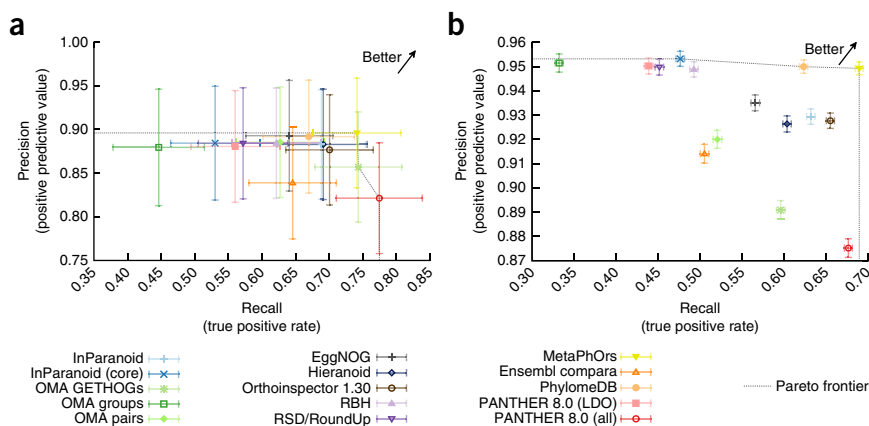 a
Precision
(positive predictive value)
1.00
0.95
0.90
0.85
0.80
0.75
Better
0.35
0.40
0.45
0.50
0.55
0.60
0.65
0.70
0.75
0.80
0.85
Recall
(true positive rate)
b
Precision
(positive predictive value)
0.96
0.95
0.94
0.93
0.92
0.91
0.90
0.89
0.88
0.87
Better
0.30
0.35
0.40
0.45
0.50
0.55
0.60
0.65
0.70
Recall
(true positive rate)
InParanoid
InParanoid (core)
OMA GETHOGs
OMA groups
OMA pairs
EggNOG
Hieranoid
Orthoinspector 1.30
RBH
RSD/RoundUp
MetaPhOrs
Ensembl compara
PhylomeDB
PANTHER 8.0 (LDO)
PANTHER 8.0 (all)
Pareto frontier